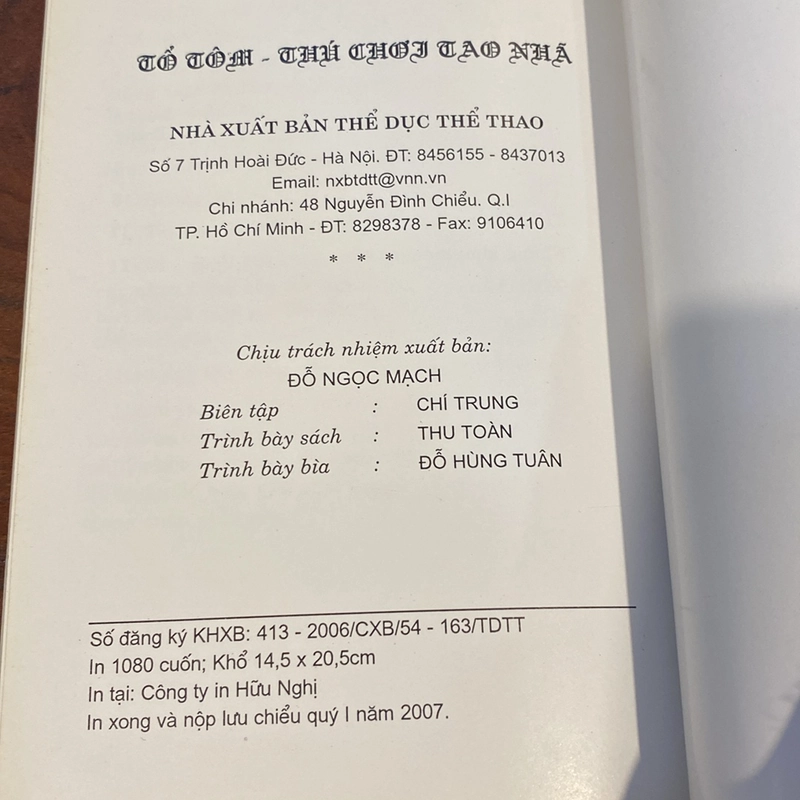 TỔ TÔM - THÚ CHƠI TAO NHÃ
NHÀ XUẤT BẢN THỂ DỤC THỂ THAO
Số 7 Trịnh Hoài Đức - Hà Nội. ĐT: 8456155 - 8437013
Email: nxbtdtt@vnn.vn
Chi nhánh: 48 Nguyễn Đình Chiểu. Q.I
TP. Hồ Chí Minh - ĐT: 8298378 - Fax: 9106410
* * *
Chịu trách nhiệm xuất bản:
ĐỖ NGỌC MẠCH
Biên tập : CHÍ TRUNG
Trình bày sách : THU TOÀN
Trình bày bìa : ĐỖ HÙNG TUÂN
Số đăng ký KHXB: 413 - 2006/CXB/54 - 163/TDTT
In 1080 cuốn; Khổ 14,5 x 20,5cm
In tại: Công ty in Hữu Nghị
In xong và nộp lưu chiểu quý I năm 2007.